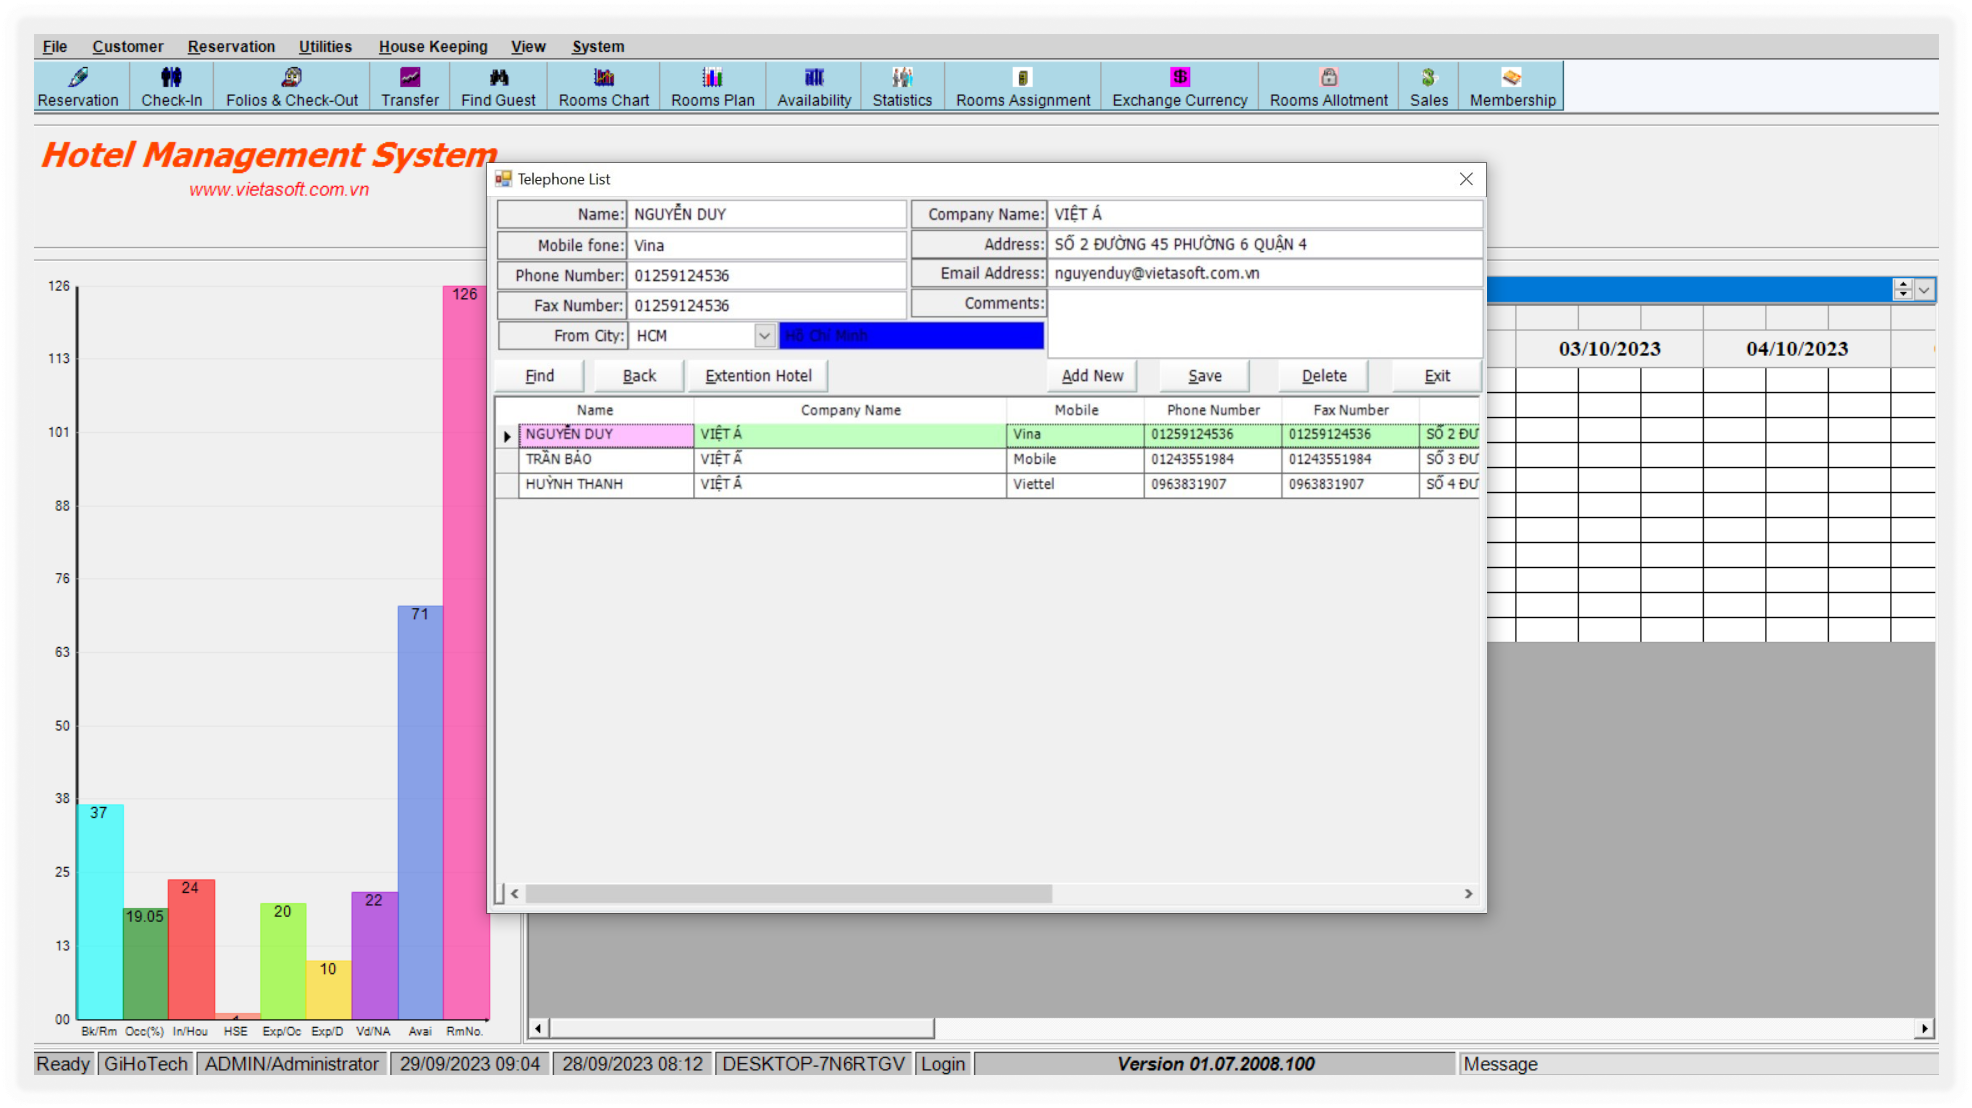 File Customer Reservation Utilities House Keeping View System
Reservation Check-In Folios & Check-Out Transfer Find Guest Rooms Chart Rooms Plan Availability Statistics Rooms Assignment Exchange Currency Rooms Allotment Sales Membership
Hotel Management System
www.vietasoft.com.vn
Telephone List
Name: NGUYỄN DUY Company Name: VIỆT Á
Mobile fone: Vina Address: SỐ 2 ĐƯỜNG 45 PHƯỜNG 6 QUẬN 4
Phone Number: 01259124536 Email Address: nguyenduy@vietasoft.com.vn
Fax Number: 01259124536 Comments:
From City: HCM Hồ Chí Minh
Find Back Extention Hotel Add New Save Delete Exit
Name Company Name Mobile Phone Number Fax Number
NGUYỄN DUY VIỆT Á Vina 01259124536 01259124536 SỐ 2 ĐƯ
TRẦN BẢO VIỆT Á Mobile 01243551984 01243551984 SỐ 3 ĐƯ
HUỲNH THANH VIỆT Á Viettel 0963831907 0963831907 SỐ 4 ĐƯ
03/10/2023 04/10/2023
126
113
101
88
76
63
50
38
25
13
00
37
19.05
24
20
10
22
71
126
Bk/Rm Occ(%) In/Hou HSE Exp/Oc Exp/D Vd/NA Avai RmNo.
Ready GiHoTech ADMIN/Administrator 29/09/2023 09:04 28/09/2023 08:12 DESKTOP-7N6RTGV Login Version 01.07.2008.100 Message